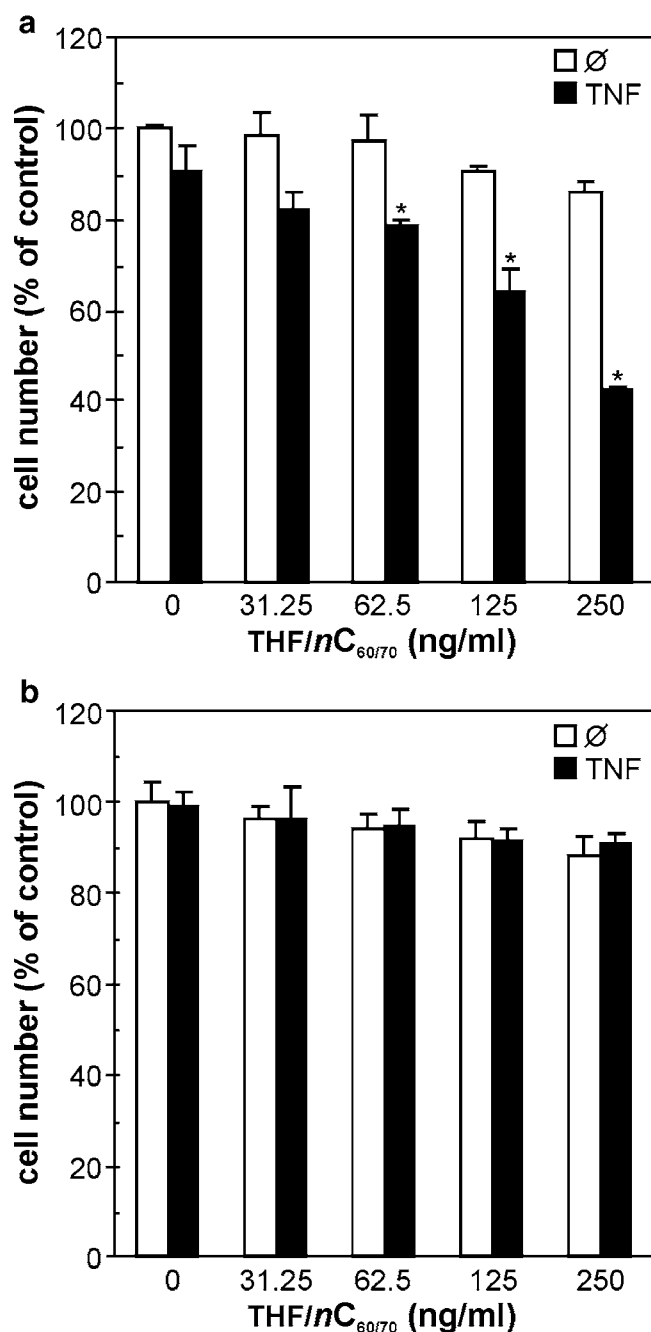 a
120
100
80
60
40
20
0
cell number (% of control)
Ø
TNF
*
*
*
0 31.25 62.5 125 250
THF/nC60/70 (ng/ml)
b
120
100
80
60
40
20
0
cell number (% of control)
Ø
TNF
0 31.25 62.5 125 250
THF/nC60/70 (ng/ml)